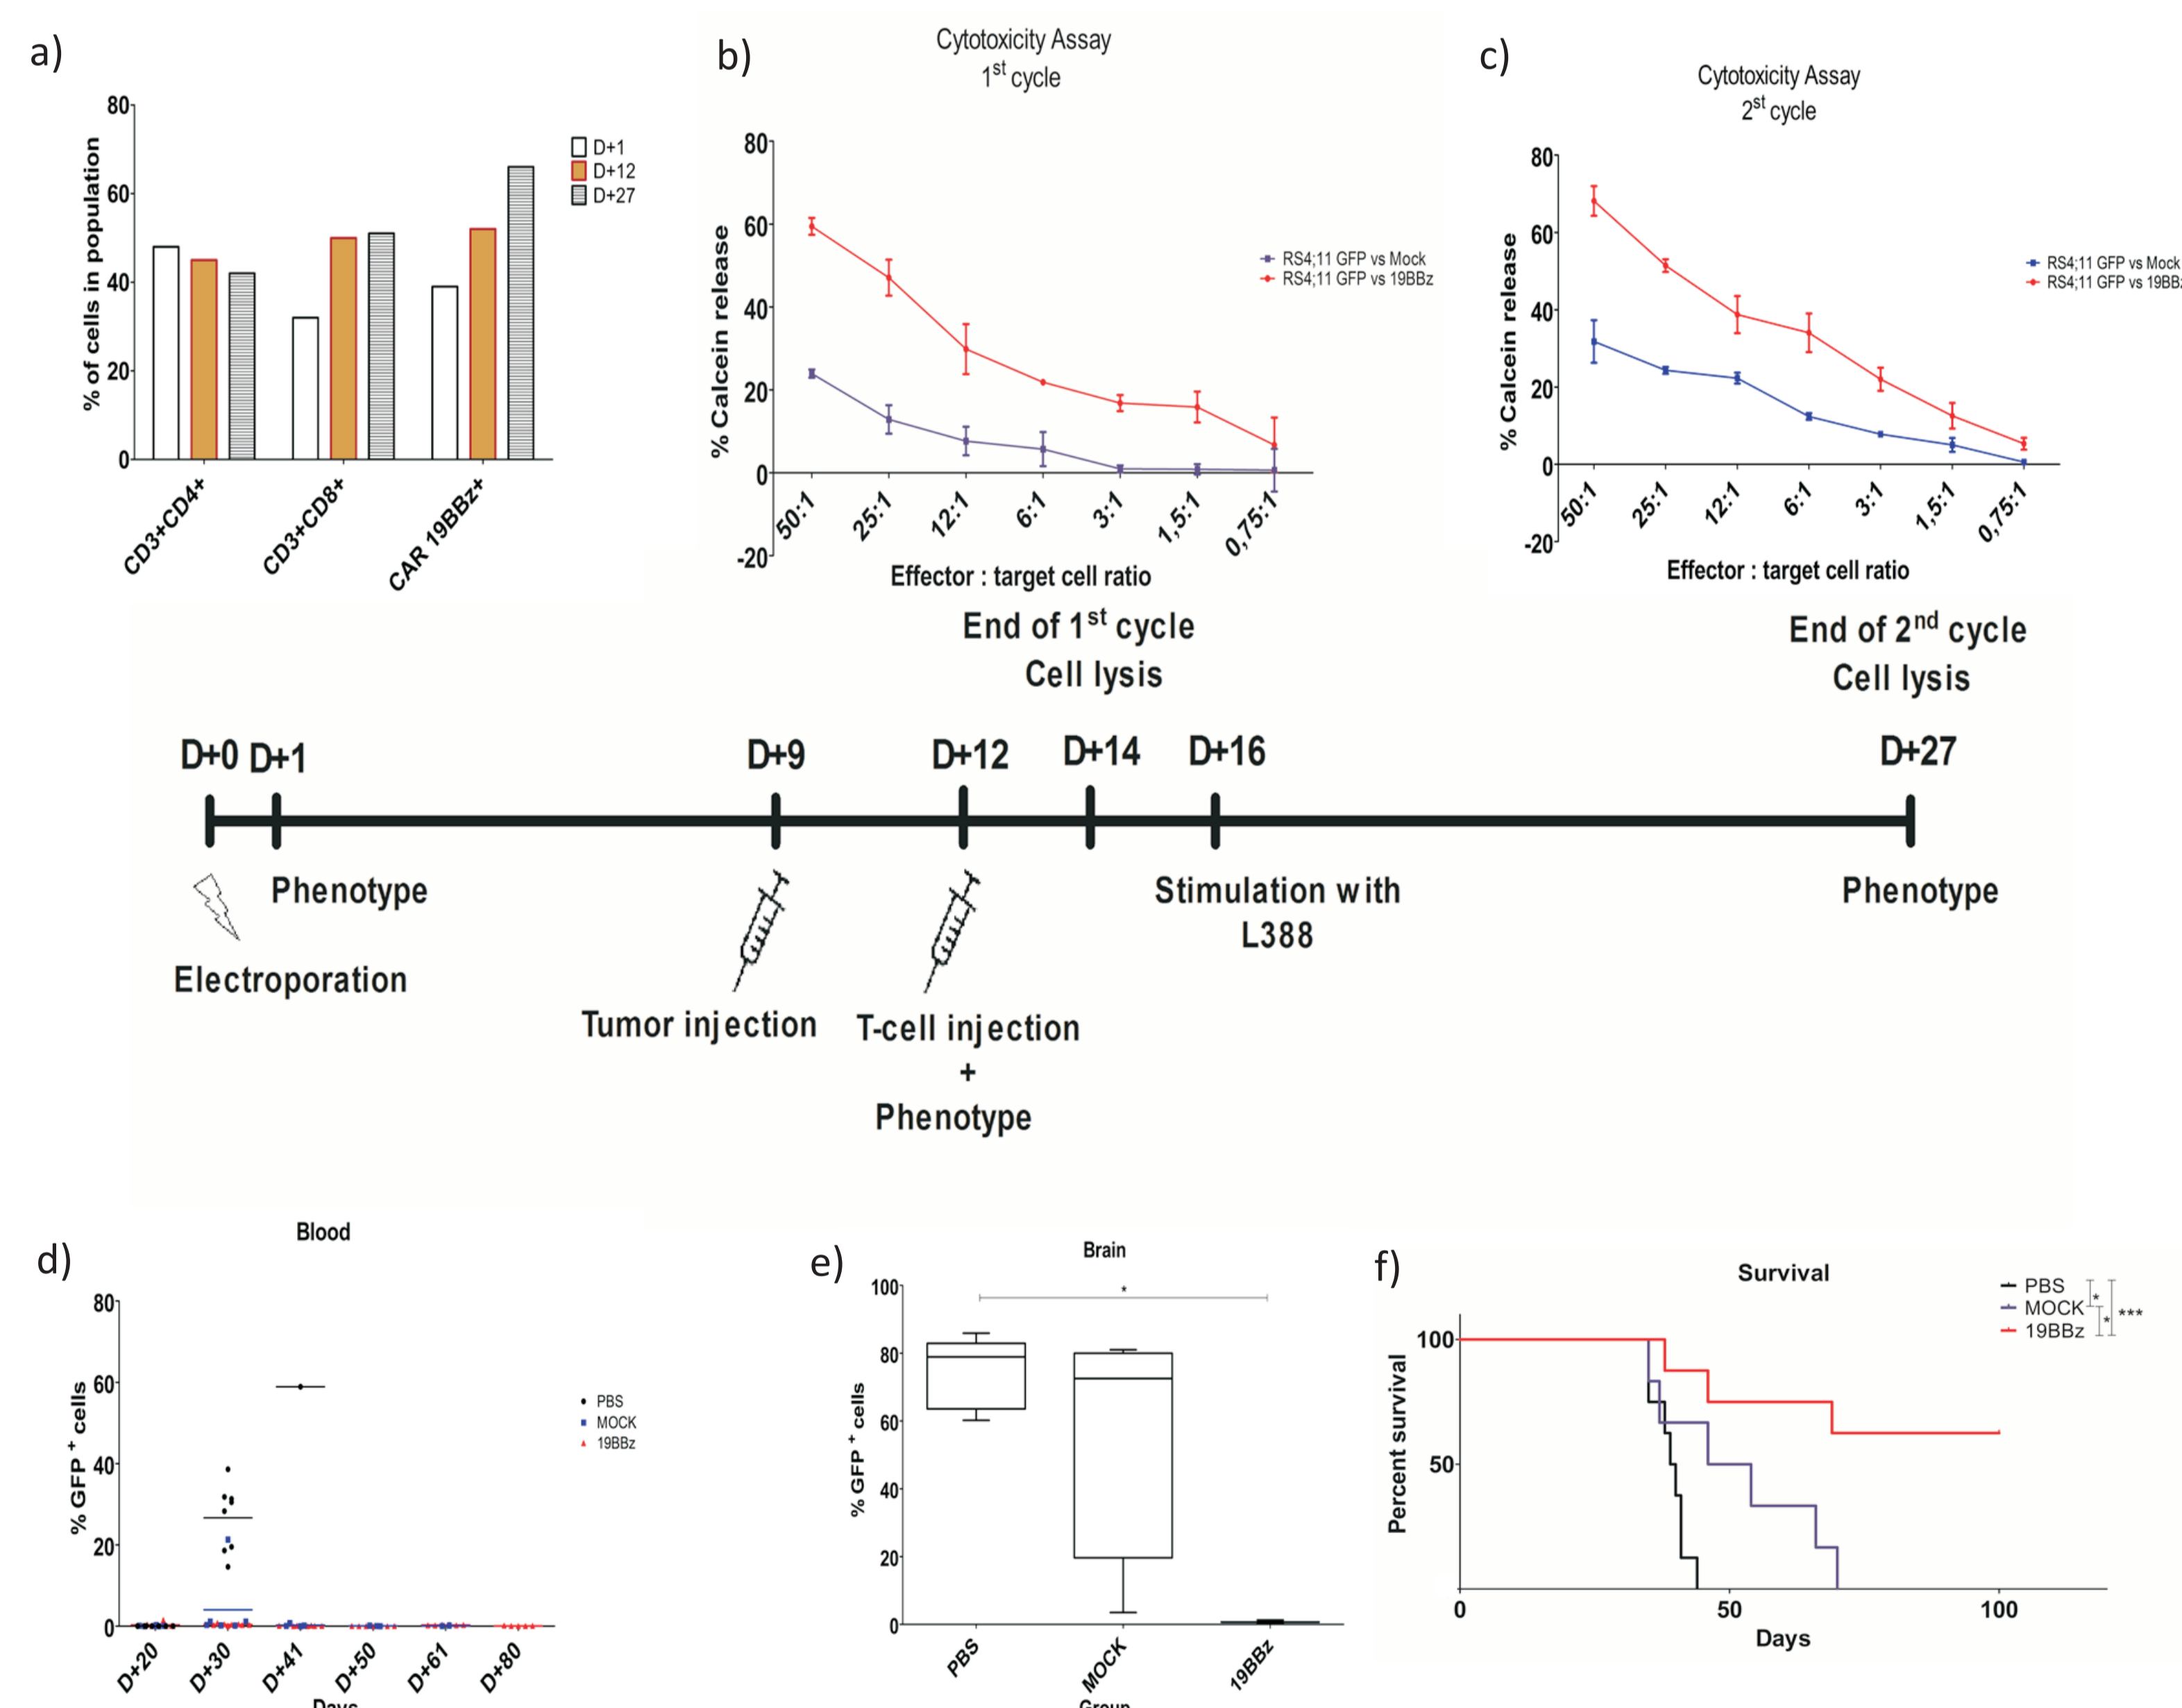 a)
80
60
40
20
0
% of cells in population
D+1
D+12
D+27
CD3+CD4+
CD3+CD8+
CAR 19BBz+
b)
Cytotoxicity Assay
1st cycle
80
60
40
20
0
-20
% Calcein release
RS4;11 GFP vs Mock
RS4;11 GFP vs 19BBz
50:1
25:1
12:1
6:1
3:1
1,5:1
0,75:1
Effector : target cell ratio
c)
Cytotoxicity Assay
2st cycle
80
60
40
20
0
-20
% Calcein release
RS4;11 GFP vs Mock
RS4;11 GFP vs 19BBz
50:1
25:1
12:1
6:1
3:1
1,5:1
0,75:1
Effector : target cell ratio
End of 1st cycle
Cell lysis
End of 2nd cycle
Cell lysis
D+0
D+1
D+9
D+12
D+14
D+16
D+27
Phenotype
Electroporation
Tumor injection
T-cell injection
+
Phenotype
Stimulation with
L388
Phenotype
d)
Blood
80
60
40
20
0
% GFP + cells
PBS
MOCK
19BBz
D+20
D+30
D+41
D+50
D+61
D+80
Days
e)
Brain
100
80
60
40
20
0
% GFP + cells
*
PBS
MOCK
19BBz
Group
f)
Survival
PBS
MOCK
19BBz
*
*
***
100
50
Percent survival
0
50
100
Days